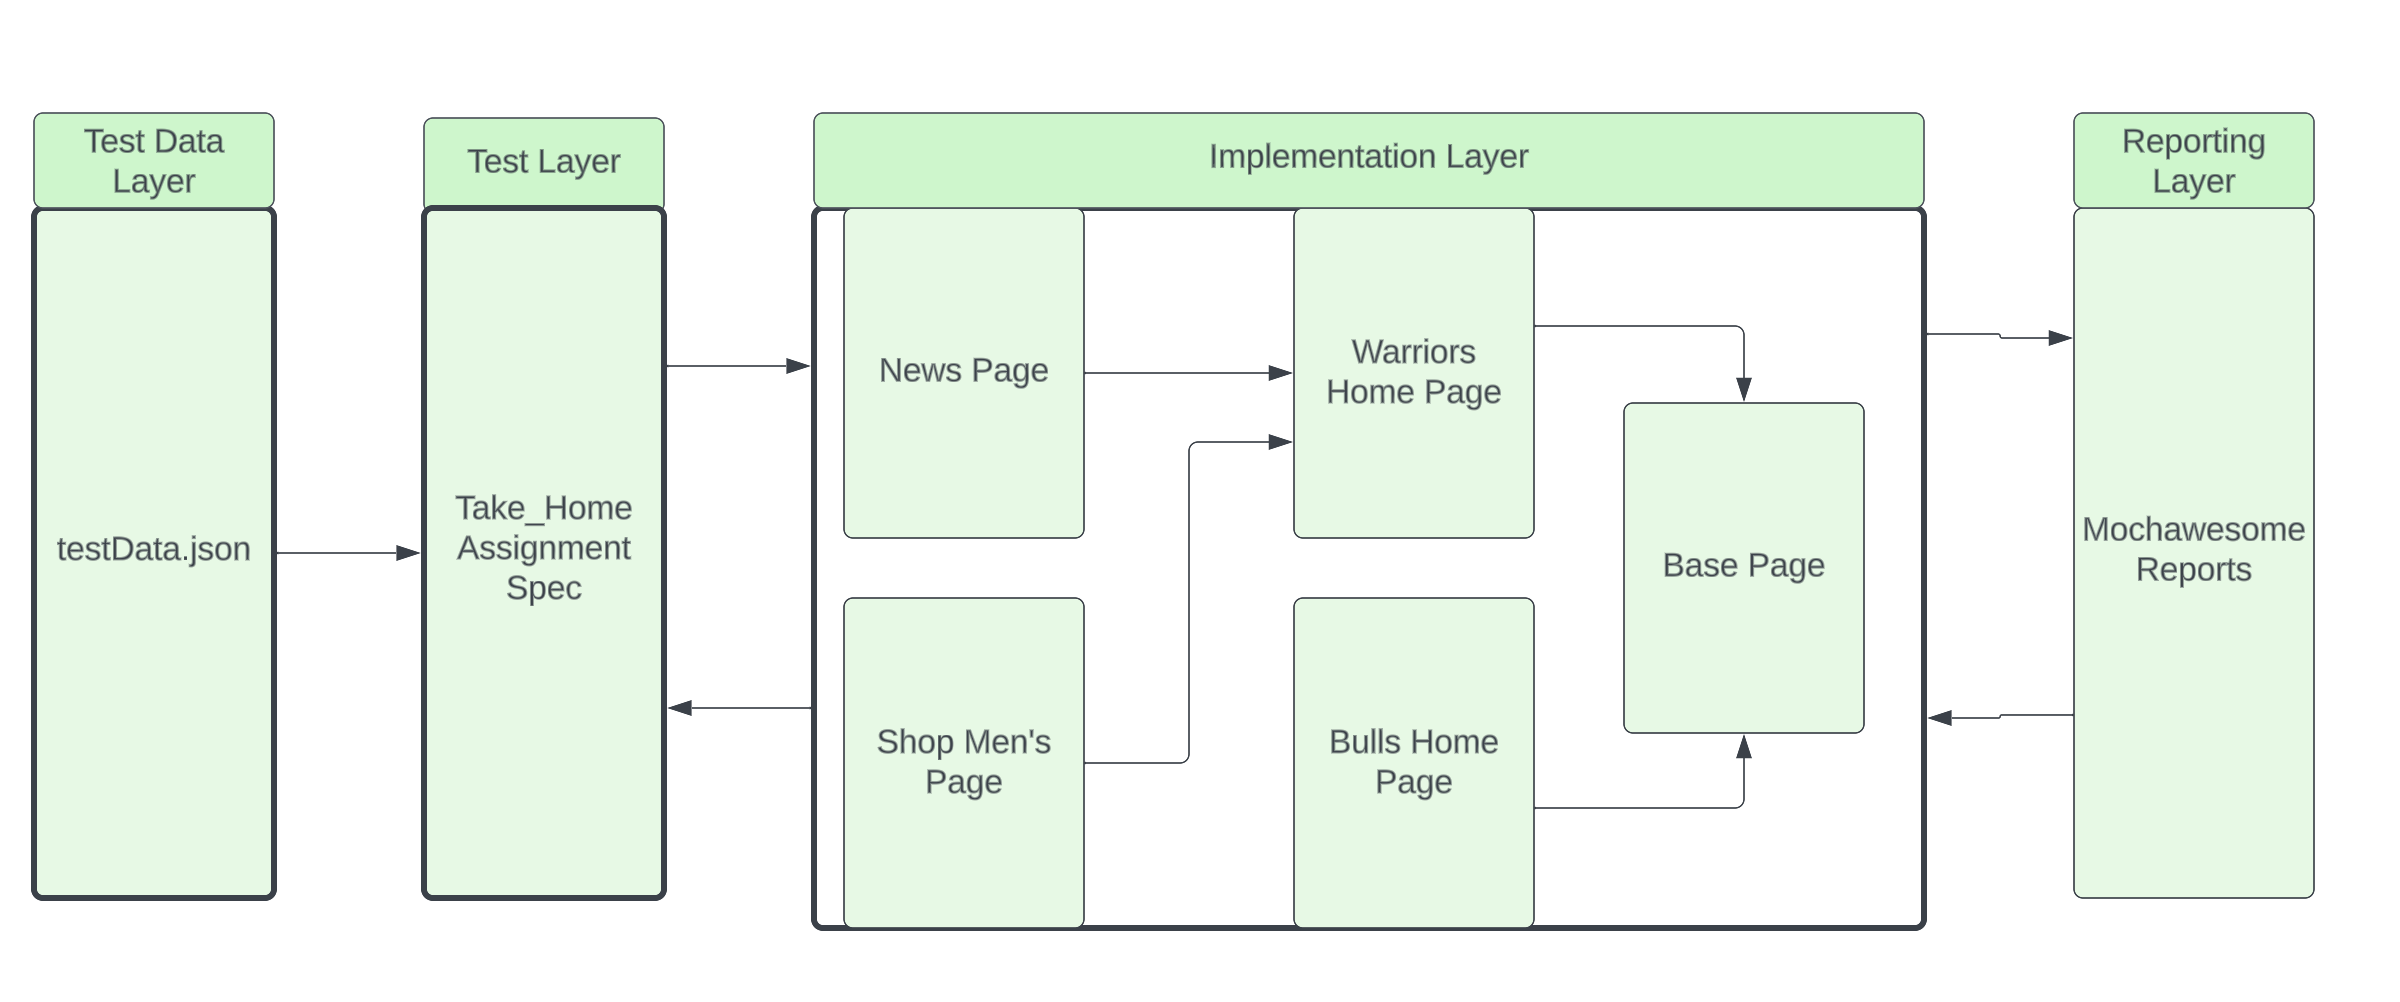 Test Data
Layer
Test Layer
Implementation Layer
Reporting
Layer
testData.json
Take_Home
Assignment
Spec
News Page
Warriors
Home Page
Base Page
Shop Men's
Page
Bulls Home
Page
Mochawesome
Reports